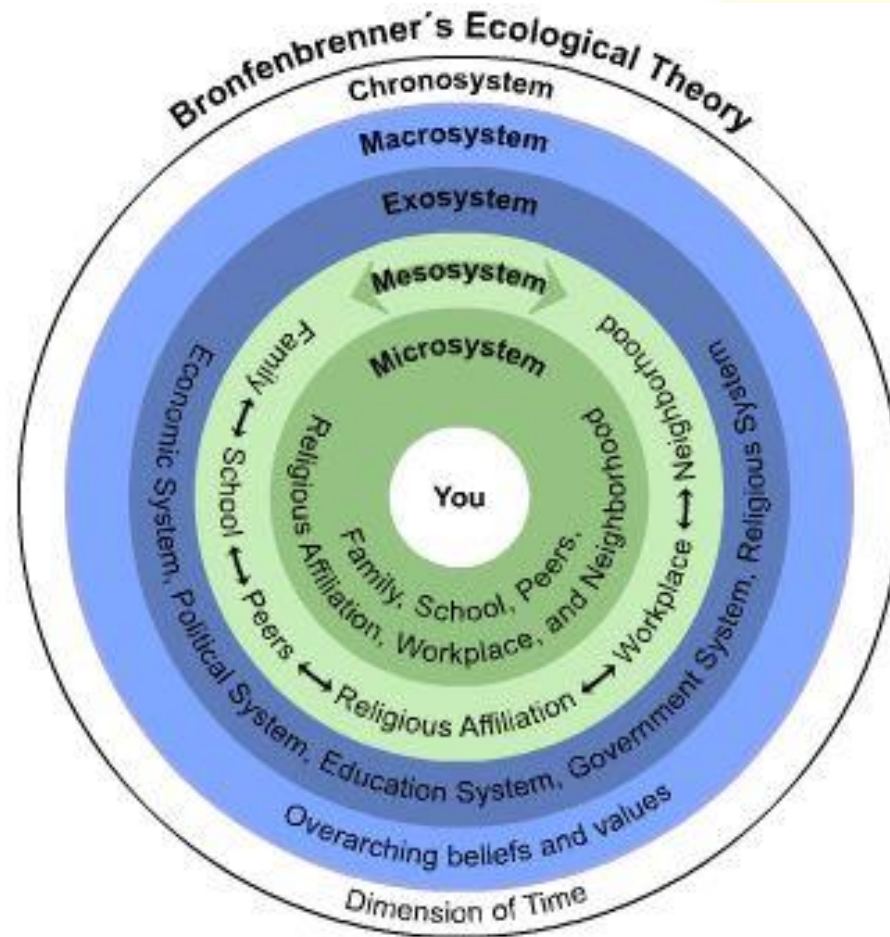 Bronfenbrenner´s Ecological Theory
Chronosystem
Macrosystem
Exosystem
Mesosystem
Microsystem
You
Family, School, Peers,
Religious Affiliation, Workplace, and Neighborhood
Family ↔ School ↔ Peers ↔ Religious Affiliation ↔ Workplace ↔ Neighborhood
Economic System, Political System, Education System, Government System, Religious System
Overarching beliefs and values
Dimension of Time